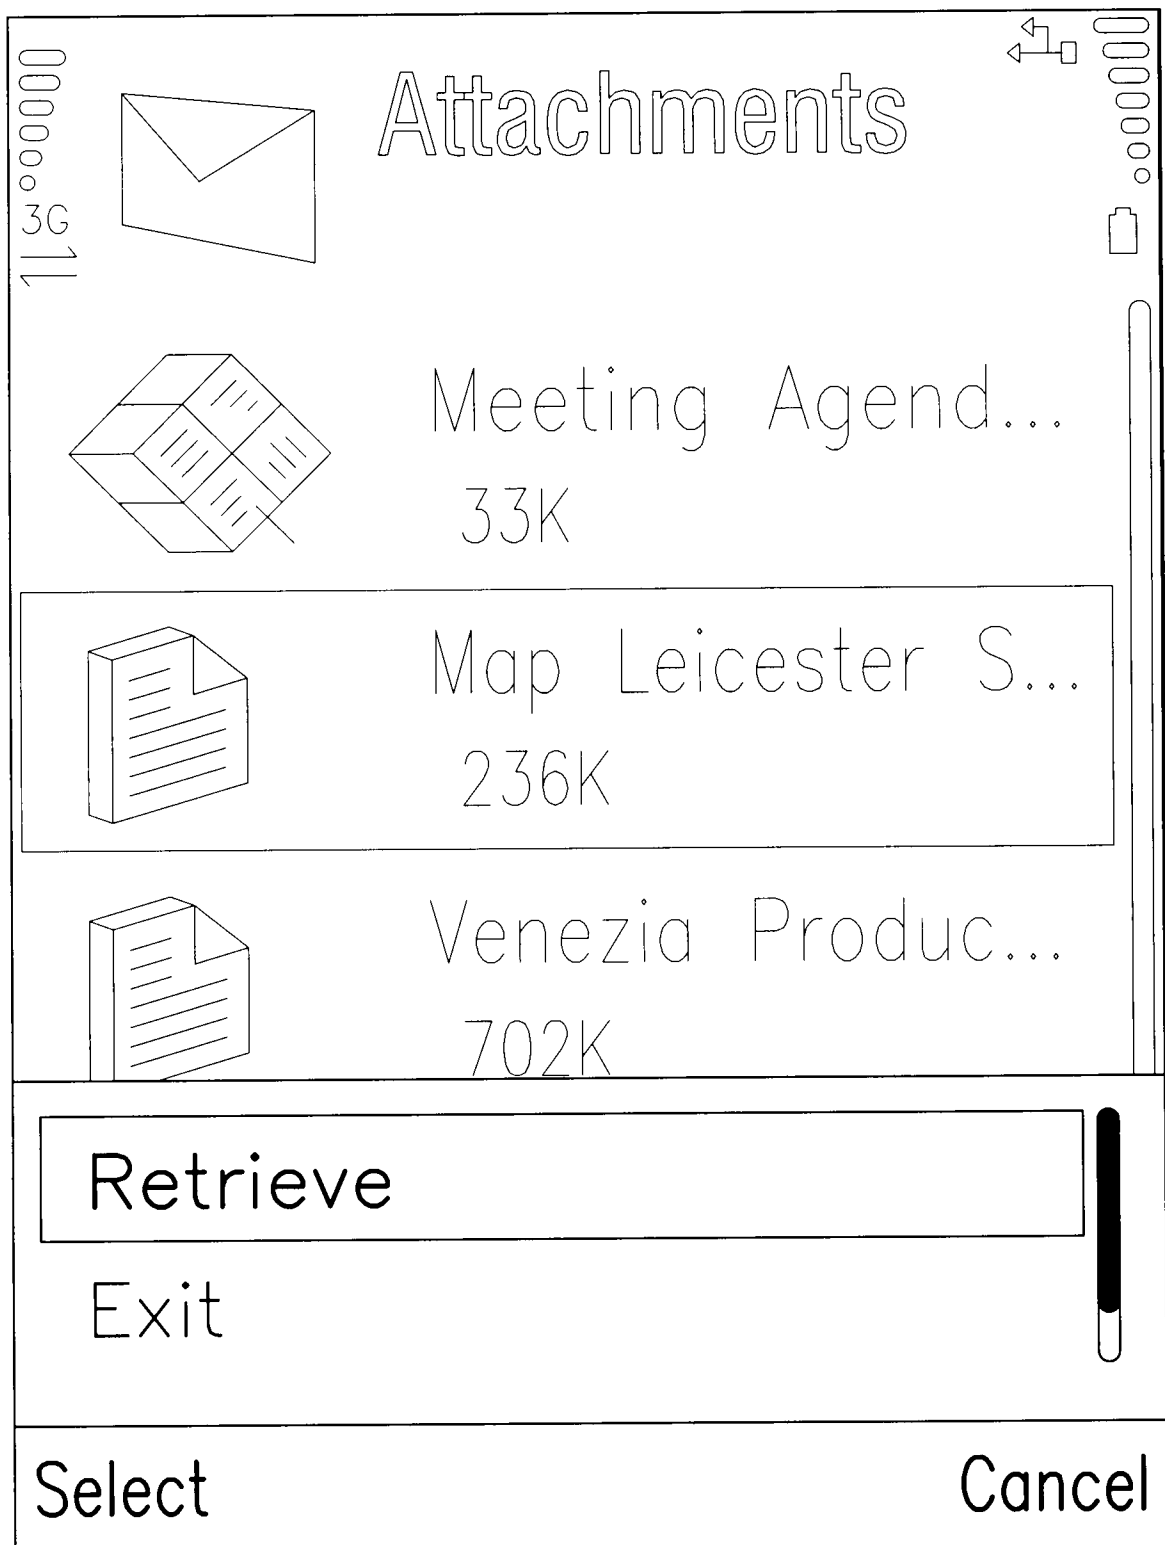 Attachments
3G
Meeting Agend...
33K
Map Leicester S...
236K
Venezia Produc...
702K
Retrieve
Exit
Select Cancel